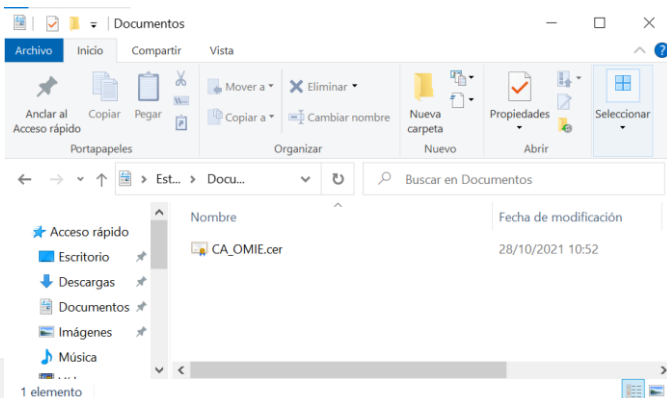 Documentos
Archivo Inicio Compartir Vista
Anclar al Acceso rápido
Copiar
Pegar
Mover a
Copiar a
Eliminar
Cambiar nombre
Nueva carpeta
Propiedades
Seleccionar
Portapapeles Organizar Nuevo Abrir
Est... > Docu... Buscar en Documentos
Nombre Fecha de modificación
Acceso rápido
CA_OMIE.cer 28/10/2021 10:52
Escritorio
Descargas
Documentos
Imágenes
Música
1 elemento